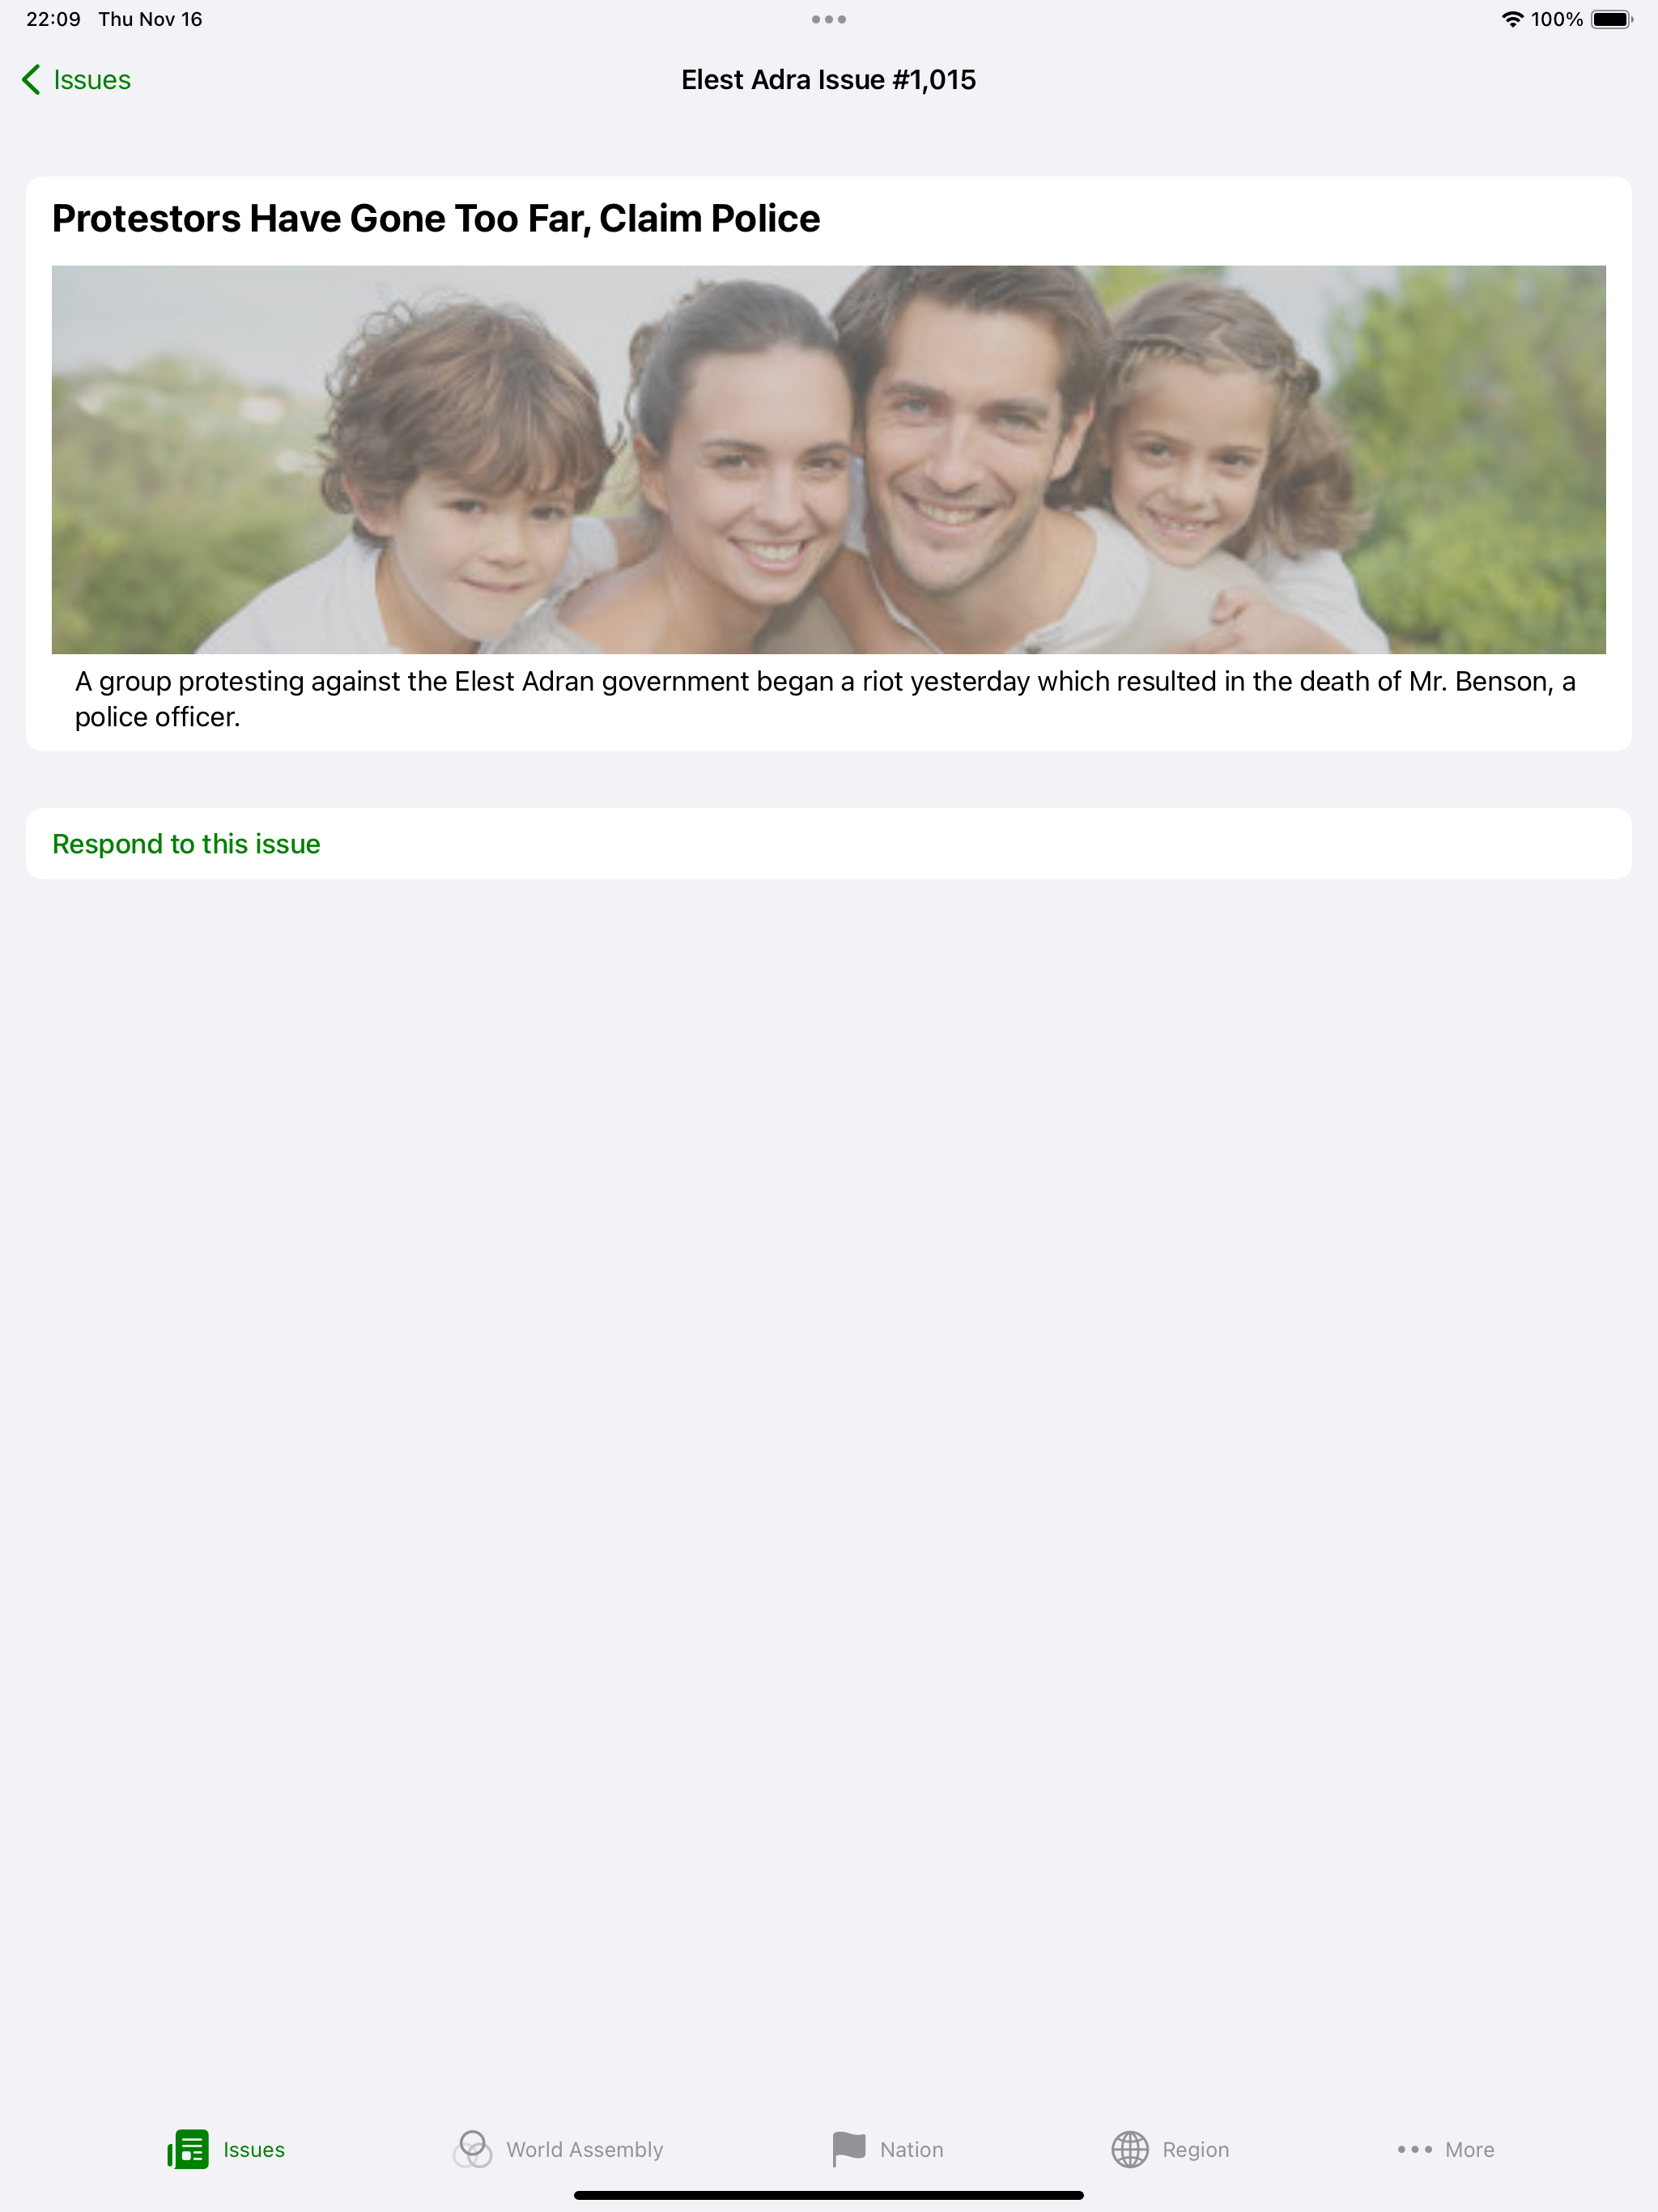 22:09 Thu Nov 16
100%
Issues
Elest Adra Issue #1,015
Protestors Have Gone Too Far, Claim Police
A group protesting against the Elest Adran government began a riot yesterday which resulted in the death of Mr. Benson, a
police officer.
Respond to this issue
Issues
World Assembly
Nation
Region
More